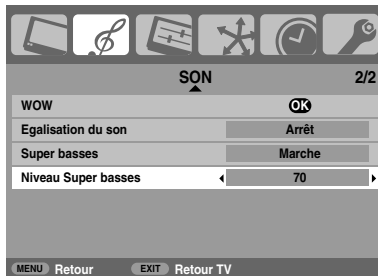 SON 2/2
WOW OK
Egalisation du son Arrêt
Super basses Marche
Niveau Super basses 70
MENU Retour EXIT Retour TV